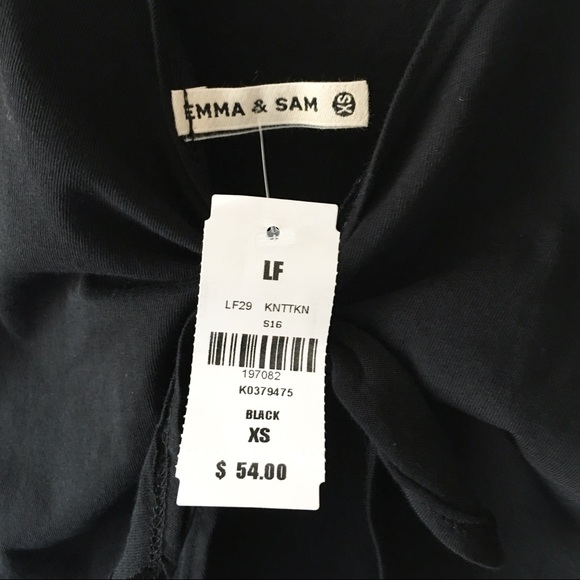 EMMA & SAM XS
LF
LF29 KNTTKN
S16
197082
K0379475
BLACK
XS
$ 54.00